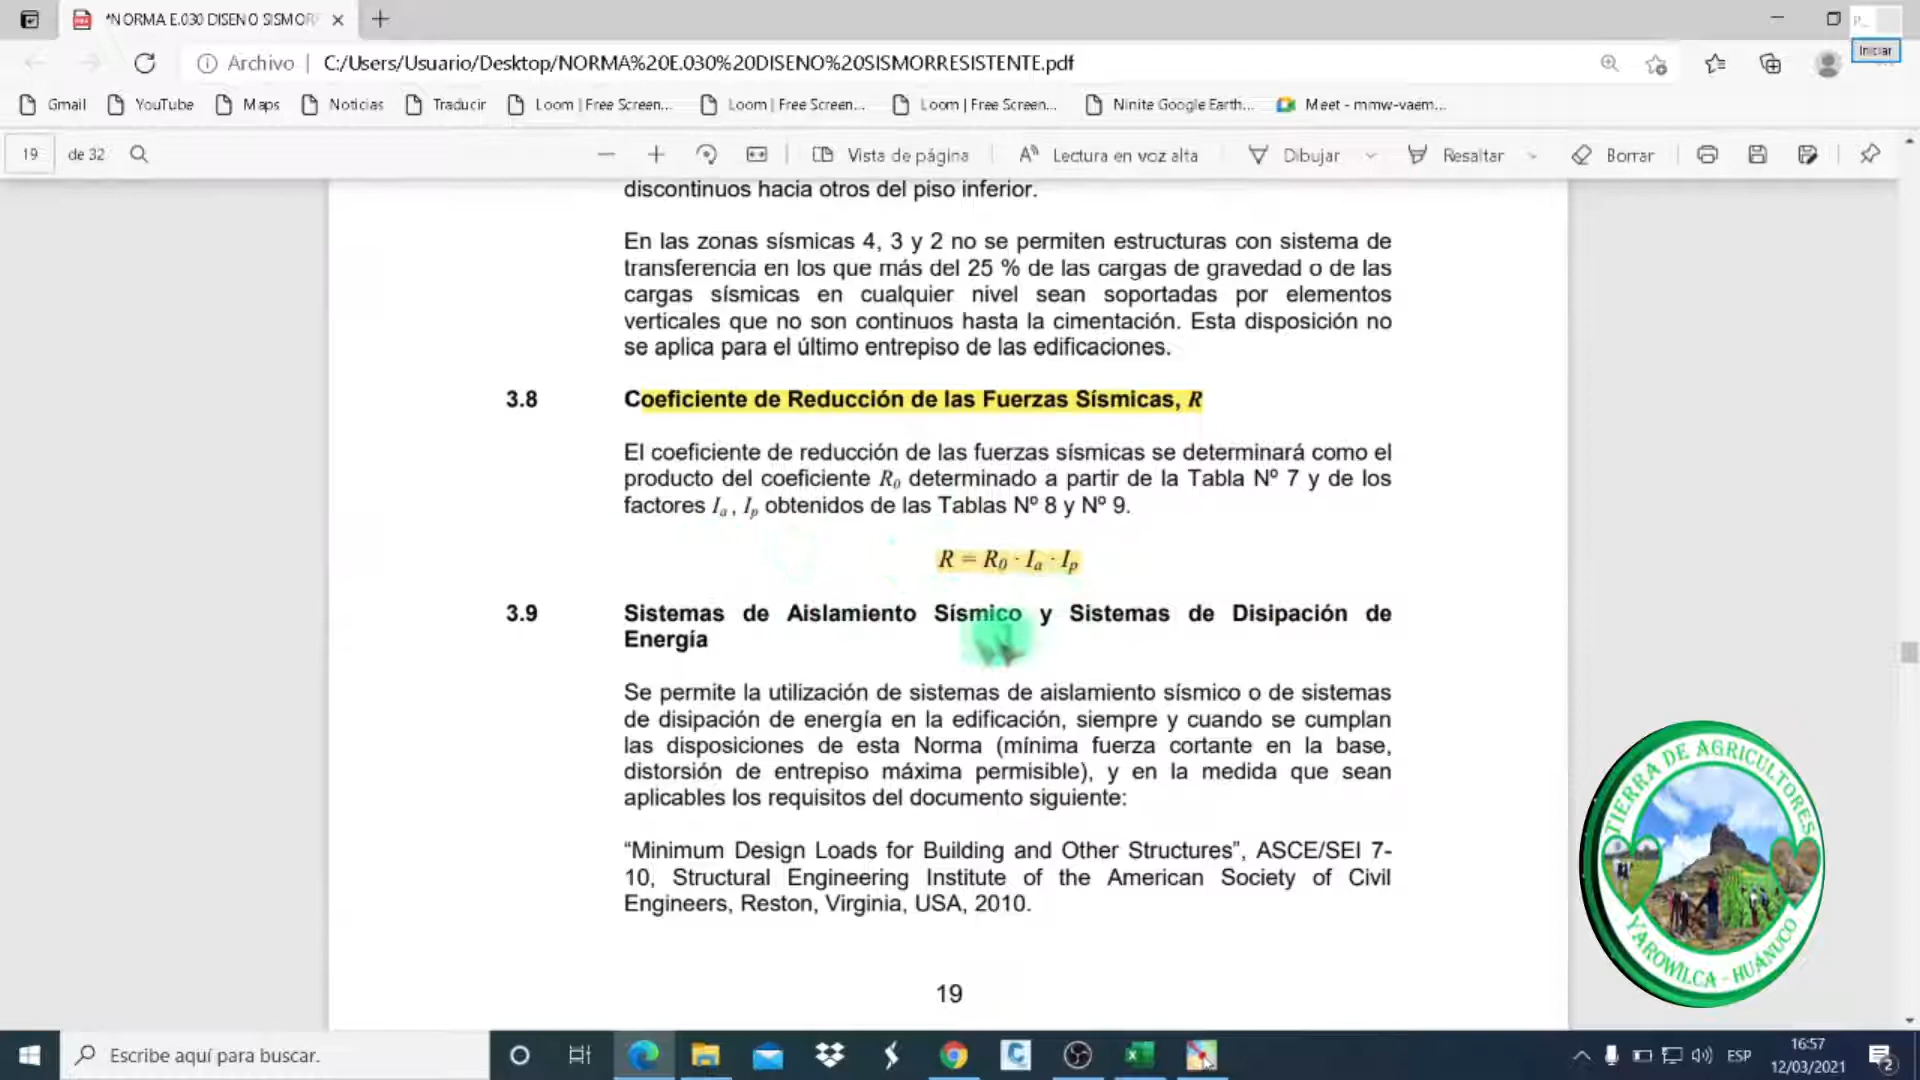 *NORMA E.030 DISENO SISMOR
P...
Iniciar
Archivo | C:/Users/Usuario/Desktop/NORMA%20E.030%20DISENO%20SISMORRESISTENTE.pdf
Gmail YouTube Maps Noticias Traducir Loom | Free Screen... Loom | Free Screen... Loom | Free Screen... Ninite Google Earth... Meet - mmw-vaem...
19 de 32 Vista de página Lectura en voz alta Dibujar Resaltar Borrar
discontinuos hacia otros del piso inferior.
En las zonas sísmicas 4, 3 y 2 no se permiten estructuras con sistema de
transferencia en los que más del 25 % de las cargas de gravedad o de las
cargas sísmicas en cualquier nivel sean soportadas por elementos
verticales que no son continuos hasta la cimentación. Esta disposición no
se aplica para el último entrepiso de las edificaciones.
3.8 Coeficiente de Reducción de las Fuerzas Sísmicas, R
El coeficiente de reducción de las fuerzas sísmicas se determinará como el
producto del coeficiente R₀ determinado a partir de la Tabla Nº 7 y de los
factores Iₐ , Iₚ obtenidos de las Tablas Nº 8 y Nº 9.
R = R₀ · Iₐ · Iₚ
3.9 Sistemas de Aislamiento Sísmico y Sistemas de Disipación de
Energía
Se permite la utilización de sistemas de aislamiento sísmico o de sistemas
de disipación de energía en la edificación, siempre y cuando se cumplan
las disposiciones de esta Norma (mínima fuerza cortante en la base,
distorsión de entrepiso máxima permisible), y en la medida que sean
aplicables los requisitos del documento siguiente:
“Minimum Design Loads for Building and Other Structures”, ASCE/SEI 7-
10, Structural Engineering Institute of the American Society of Civil
Engineers, Reston, Virginia, USA, 2010.
19
TIERRA DE AGRICULTORES
YAROWILCA - HUÁNUCO
Escribe aquí para buscar.
ESP
16:57
12/03/2021
2